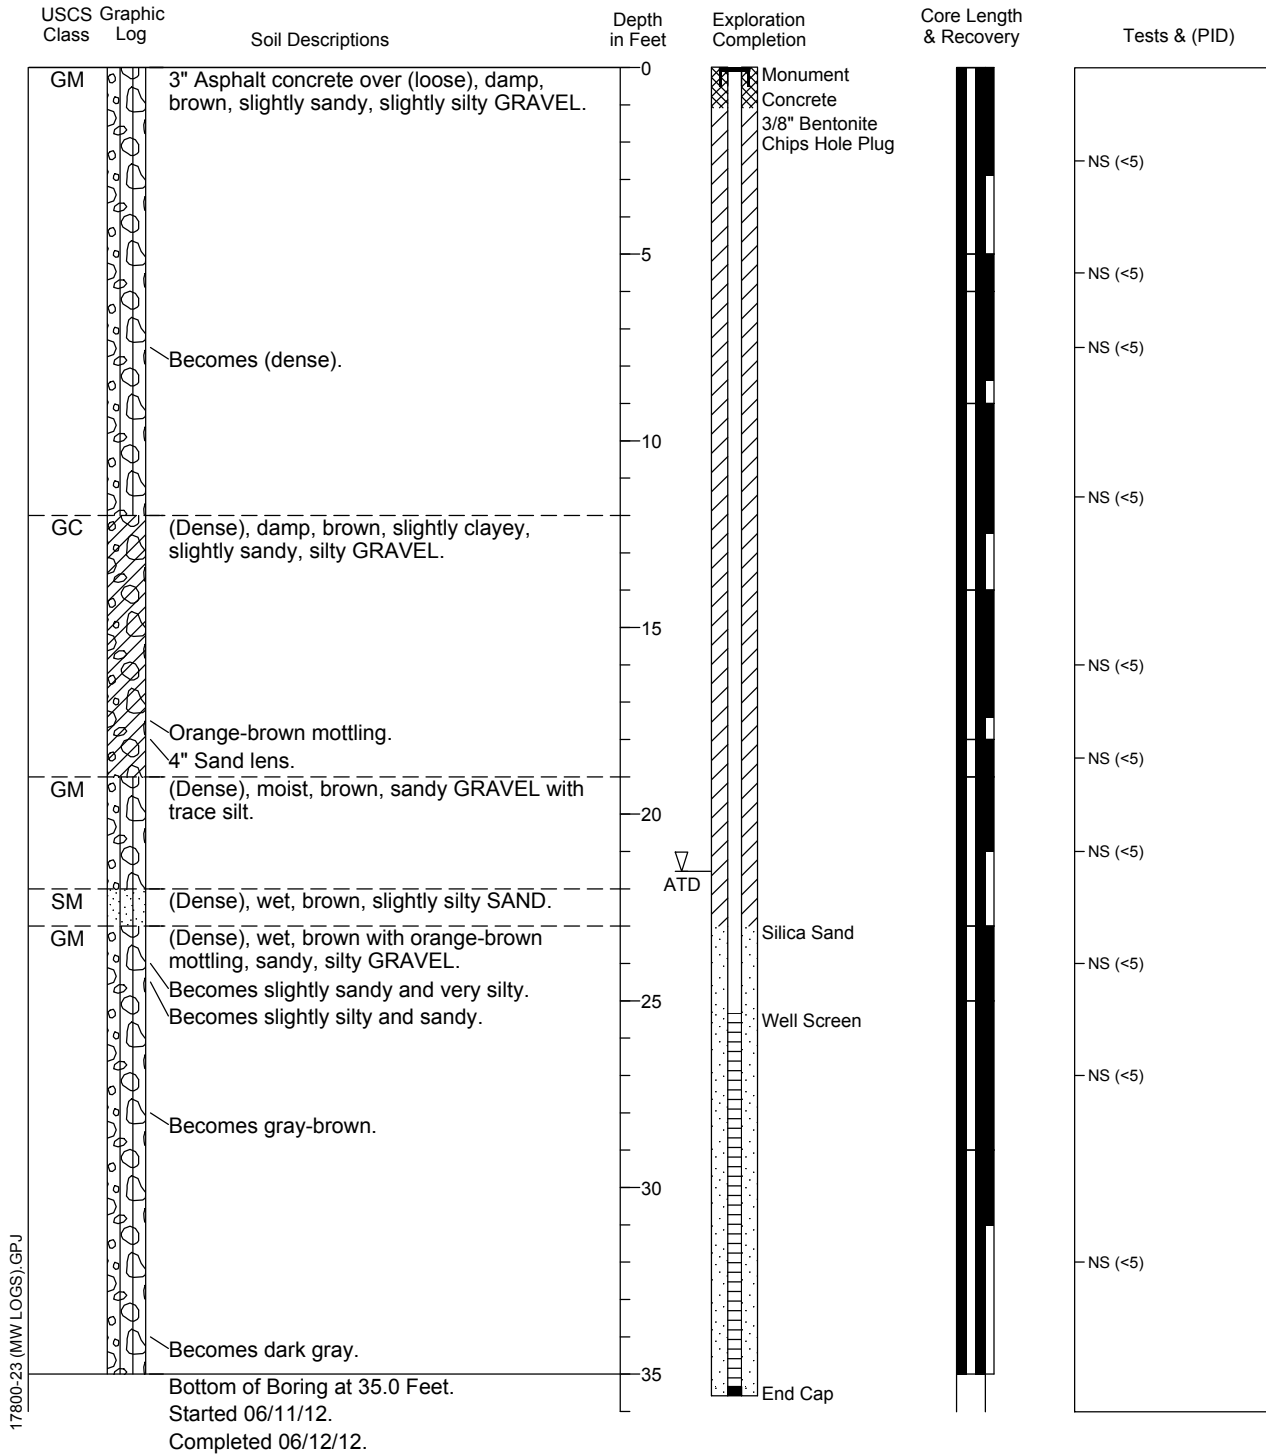 USCS Class
Graphic Log
Soil Descriptions
Depth in Feet
Exploration Completion
Core Length & Recovery
Tests & (PID)
GM
3" Asphalt concrete over (loose), damp,
brown, slightly sandy, slightly silty GRAVEL.
Becomes (dense).
GC
(Dense), damp, brown, slightly clayey,
slightly sandy, silty GRAVEL.
Orange-brown mottling.
4" Sand lens.
GM
(Dense), moist, brown, sandy GRAVEL with
trace silt.
SM
(Dense), wet, brown, slightly silty SAND.
GM
(Dense), wet, brown with orange-brown
mottling, sandy, silty GRAVEL.
Becomes slightly sandy and very silty.
Becomes slightly silty and sandy.
Becomes gray-brown.
Becomes dark gray.
Bottom of Boring at 35.0 Feet.
Started 06/11/12.
Completed 06/12/12.
0
5
10
15
20
25
30
35
ATD
Monument
Concrete
3/8" Bentonite
Chips Hole Plug
Silica Sand
Well Screen
End Cap
NS (<5)
NS (<5)
NS (<5)
NS (<5)
NS (<5)
NS (<5)
NS (<5)
NS (<5)
NS (<5)
NS (<5)
17800-23 (MW LOGS).GPJ